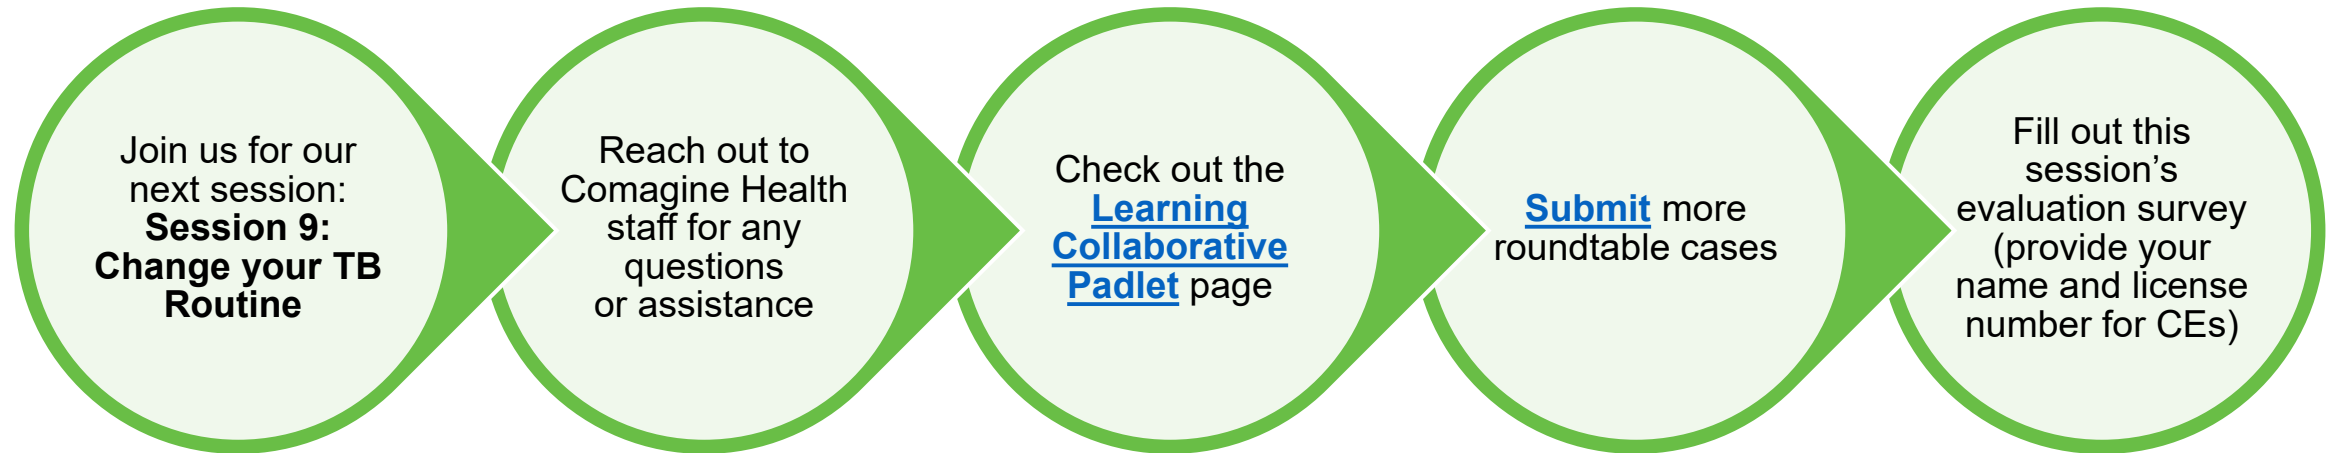 Join us for our
next session:
Session 9:
Change your TB
Routine
Reach out to
Comagine Health
staff for any
questions
or assistance
Check out the
Learning
Collaborative
Padlet page
Submit more
roundtable cases
Fill out this
session’s
evaluation survey
(provide your
name and license
number for CEs)